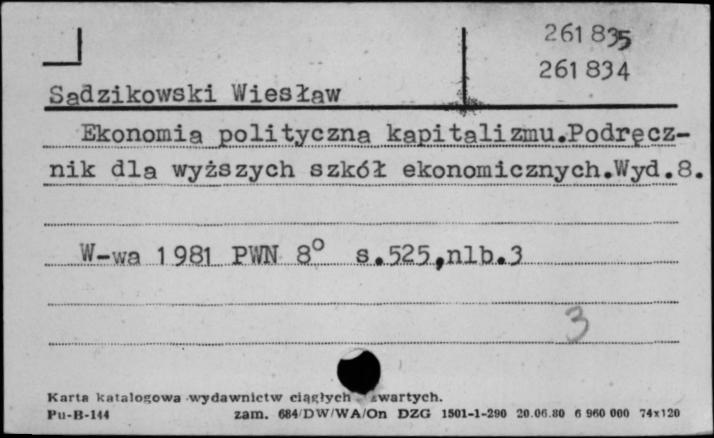 261 835
261 834
Sadzikowski Wiesław
Ekonomia polityczna kapitalizmu.Podręcz-
nik dla wyższych szkół ekonomicznych.Wyd.8.
W-wa 1981 PWN 8° s.525,nlb.3
3
Karta katalogowa wydawnictw ciągłych zwartych.
Pu-B-144 zam. 684/DW/WA/On DZG 1501-1-290 20.06.80 6 960 000 74x120